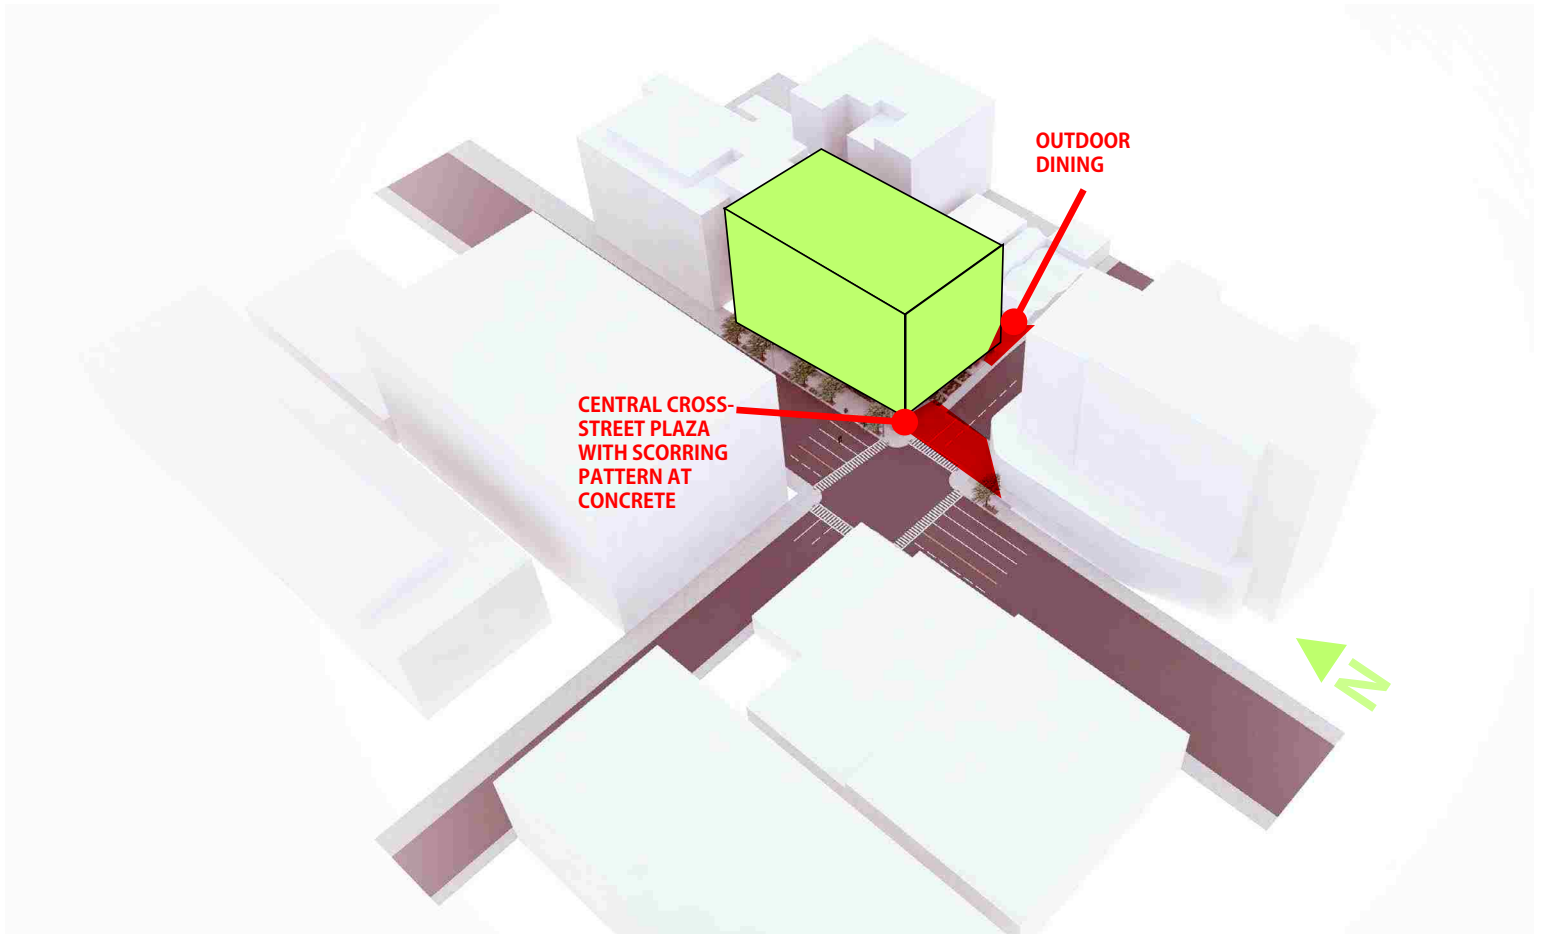 OUTDOOR
DINING
CENTRAL CROSS-
STREET PLAZA
WITH SCORRING
PATTERN AT
CONCRETE
N